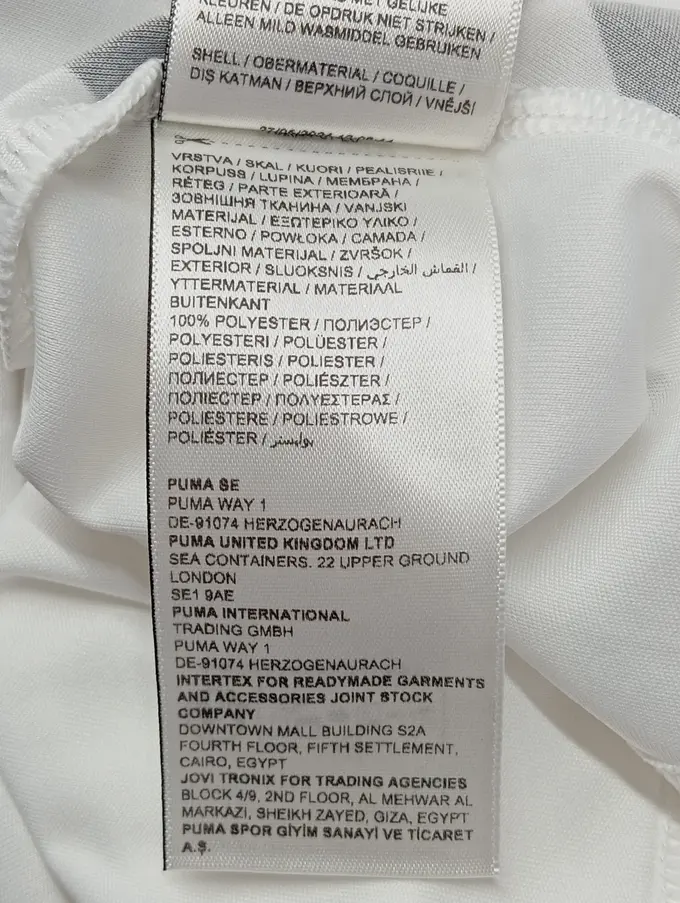 KLEUREN / DE OPDRUK NIET STRIJKEN /
ALLEEN MILD WASMIDDEL GEBRUIKEN
SHELL / OBERMATERIAL / COQUILLE /
DIŞ KATMAN / ВЕРХНИЙ СЛОЙ / VNĚJŠÍ
VRSTVA / SKAL / KUORI / PEALISRIIE /
KORPUSS / LUPINA / МЕМБРАНА /
RÉTEG / PARTE EXTERIOARĂ /
ЗОВНІШНЯ ТКАНИНА / VANJSKI
MATERIJAL / ΕΞΩΤΕΡΙΚΟ ΥΛΙΚΟ /
ESTERNO / POWŁOKA / CAMADA /
SPOLJNI MATERIJAL / ZVRŠOK /
EXTERIOR / SLUOKSNIS / القماش الخارجي /
YTTERMATERIAL / MATERIAAL
BUITENKANT
100% POLYESTER / ПОЛИЭСТЕР /
POLYESTERI / POLÜESTER /
POLIESTERIS / POLIESTER /
ПОЛИЕСТЕР / POLIÉSZTER /
ПОЛІЕСТЕР / ΠΟΛΥΕΣΤΕΡΑΣ /
POLIESTERE / POLIESTROWE /
POLIÉSTER / بوليستر
PUMA SE
PUMA WAY 1
DE-91074 HERZOGENAURACH
PUMA UNITED KINGDOM LTD
SEA CONTAINERS. 22 UPPER GROUND
LONDON
SE1 9AE
PUMA INTERNATIONAL
TRADING GMBH
PUMA WAY 1
DE-91074 HERZOGENAURACH
INTERTEX FOR READYMADE GARMENTS
AND ACCESSORIES JOINT STOCK
COMPANY
DOWNTOWN MALL BUILDING S2A
FOURTH FLOOR, FIFTH SETTLEMENT,
CAIRO, EGYPT
JOVI TRONIX FOR TRADING AGENCIES
BLOCK 4/9, 2ND FLOOR, AL MEHWAR AL
MARKAZI, SHEIKH ZAYED, GIZA, EGYPT
PUMA SPOR GİYİM SANAYİ VE TİCARET
A.Ş.